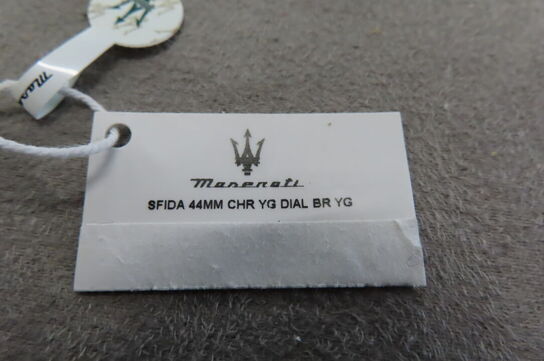 Maserati
SFIDA 44MM CHR YG DIAL BR YG